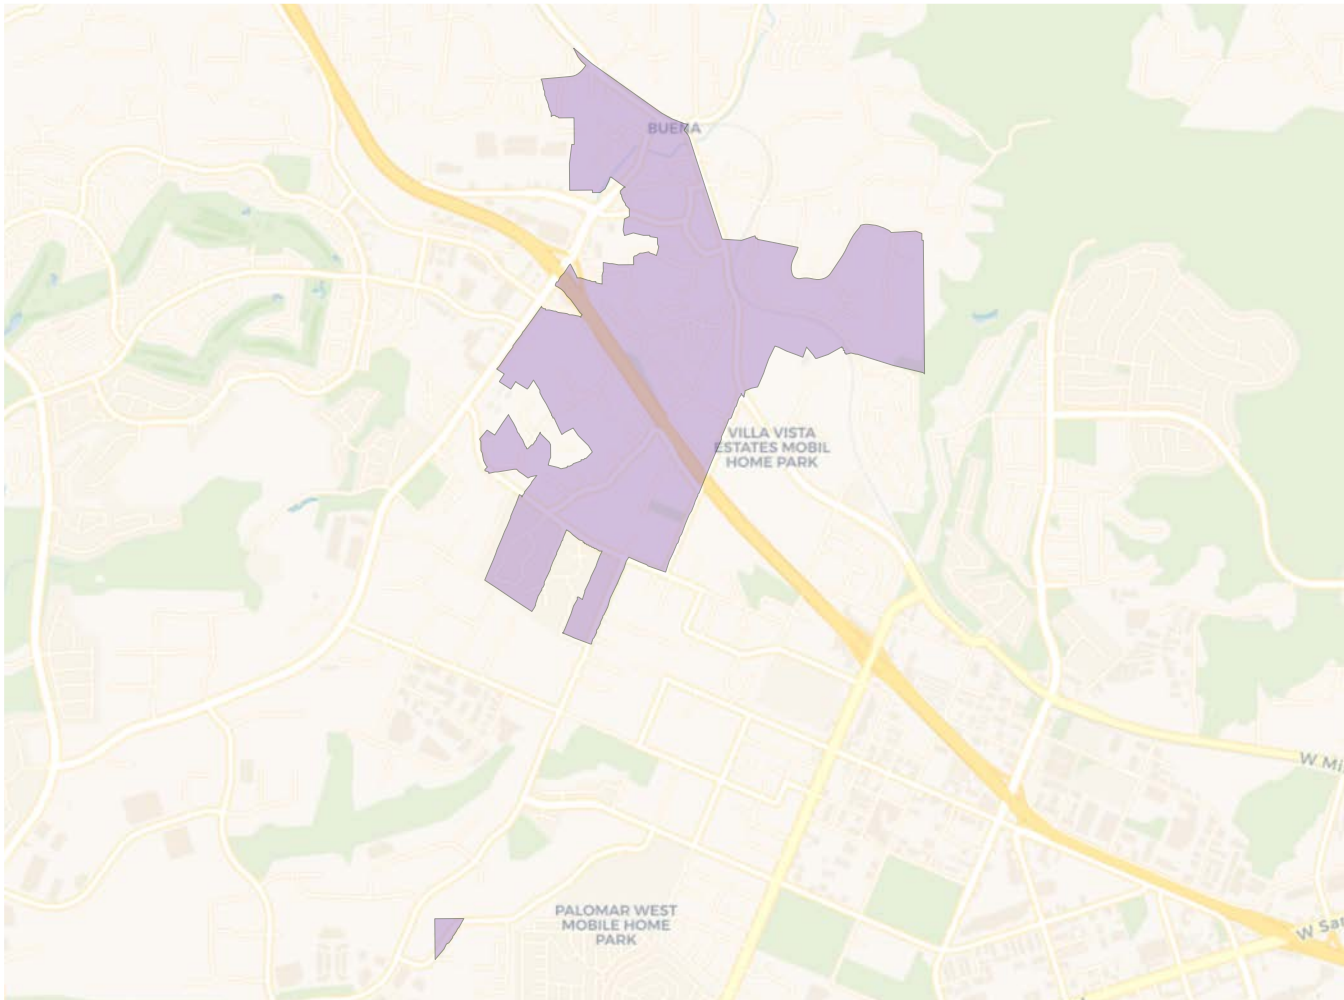 BUENA
VILLA VISTA
ESTATES MOBIL
HOME PARK
W Mi
PALOMAR WEST
MOBILE HOME
PARK
W Sa